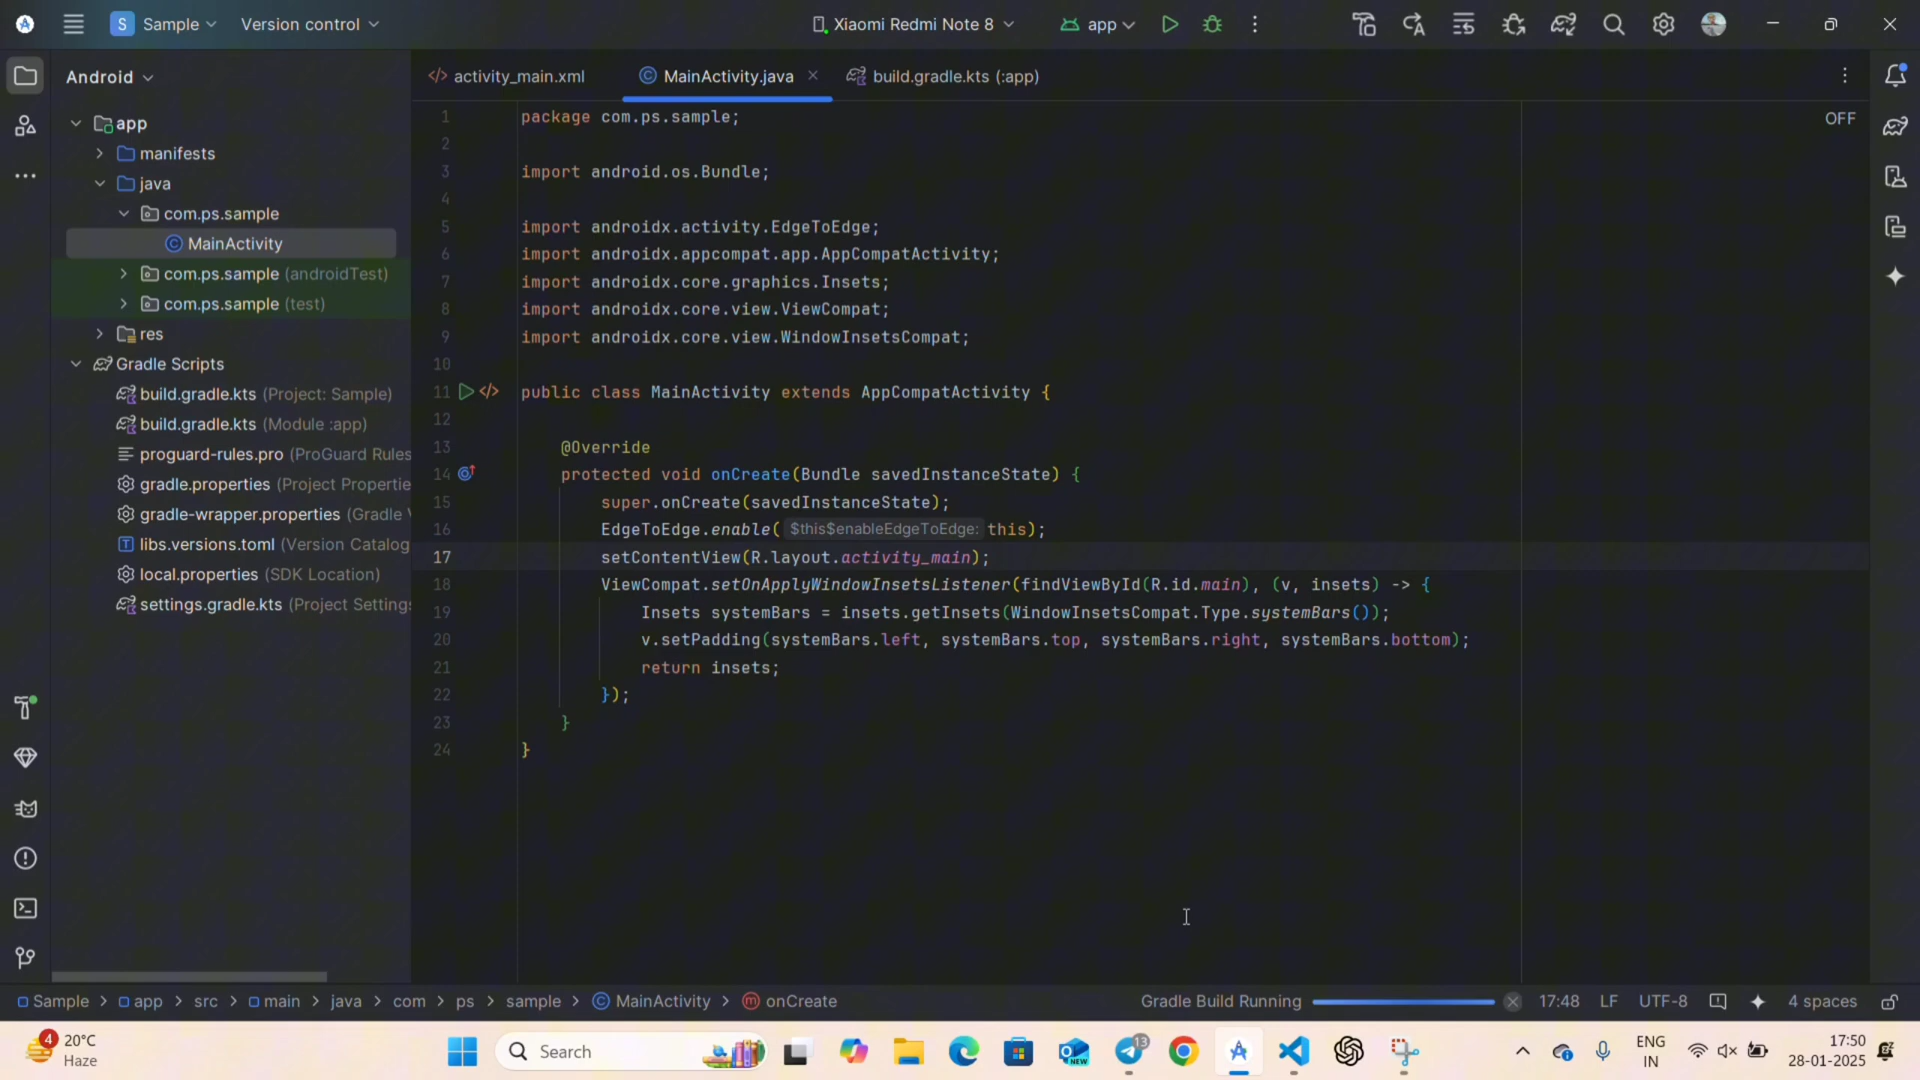 S Sample Version control Xiaomi Redmi Note 8 app
Android
activity_main.xml MainActivity.java build.gradle.kts (:app)
OFF
app
manifests
java
com.ps.sample
MainActivity
com.ps.sample (androidTest)
com.ps.sample (test)
res
Gradle Scripts
build.gradle.kts (Project: Sample)
build.gradle.kts (Module :app)
proguard-rules.pro (ProGuard Rules
gradle.properties (Project Propertie
gradle-wrapper.properties (Gradle
libs.versions.toml (Version Catalog
local.properties (SDK Location)
settings.gradle.kts (Project Settings
1 package com.ps.sample;
2
3 import android.os.Bundle;
4
5 import androidx.activity.EdgeToEdge;
6 import androidx.appcompat.app.AppCompatActivity;
7 import androidx.core.graphics.Insets;
8 import androidx.core.view.ViewCompat;
9 import androidx.core.view.WindowInsetsCompat;
10
11 public class MainActivity extends AppCompatActivity {
12
13 @Override
14 protected void onCreate(Bundle savedInstanceState) {
15 super.onCreate(savedInstanceState);
16 EdgeToEdge.enable( $this$enableEdgeToEdge: this);
17 setContentView(R.layout.activity_main);
18 ViewCompat.setOnApplyWindowInsetsListener(findViewById(R.id.main), (v, insets) -> {
19 Insets systemBars = insets.getInsets(WindowInsetsCompat.Type.systemBars());
20 v.setPadding(systemBars.left, systemBars.top, systemBars.right, systemBars.bottom);
21 return insets;
22 });
23 }
24 }
Sample > app > src > main > java > com > ps > sample > MainActivity > onCreate Gradle Build Running 17:48 LF UTF-8 4 spaces
4 20°C
Haze
Search
NEW
13
ENG
IN
17:50
28-01-2025